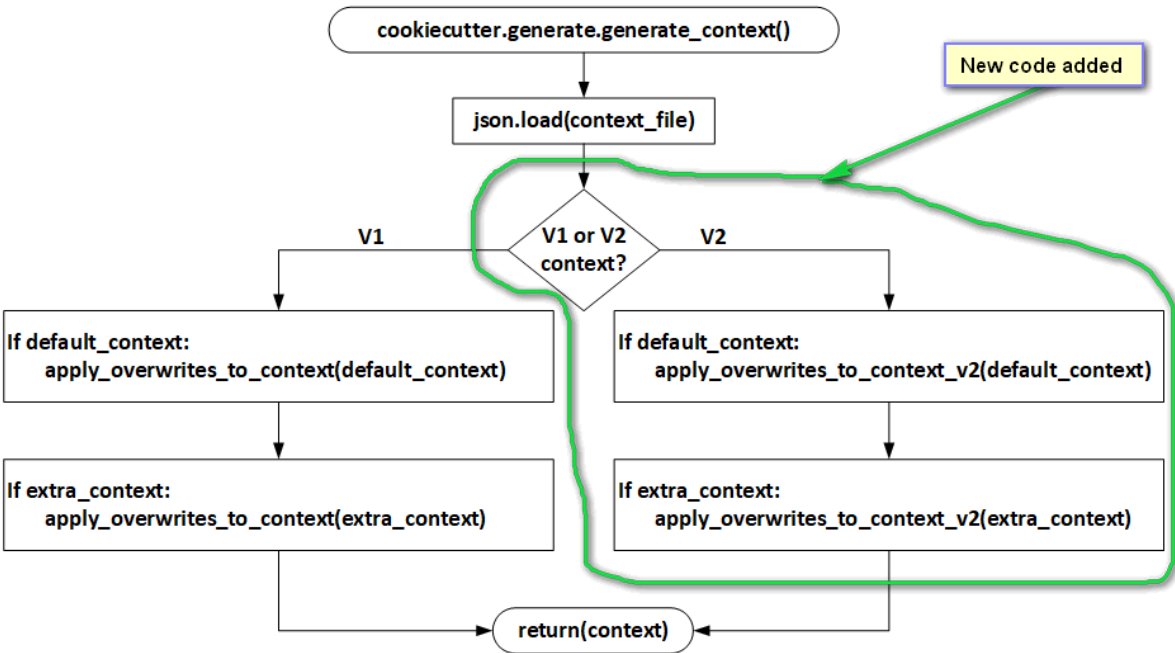 cookiecutter.generate.generate_context()
New code added
json.load(context_file)
V1 or V2
context?
V1
V2
If default_context:
apply_overwrites_to_context(default_context)
If default_context:
apply_overwrites_to_context_v2(default_context)
If extra_context:
apply_overwrites_to_context(extra_context)
If extra_context:
apply_overwrites_to_context_v2(extra_context)
return(context)